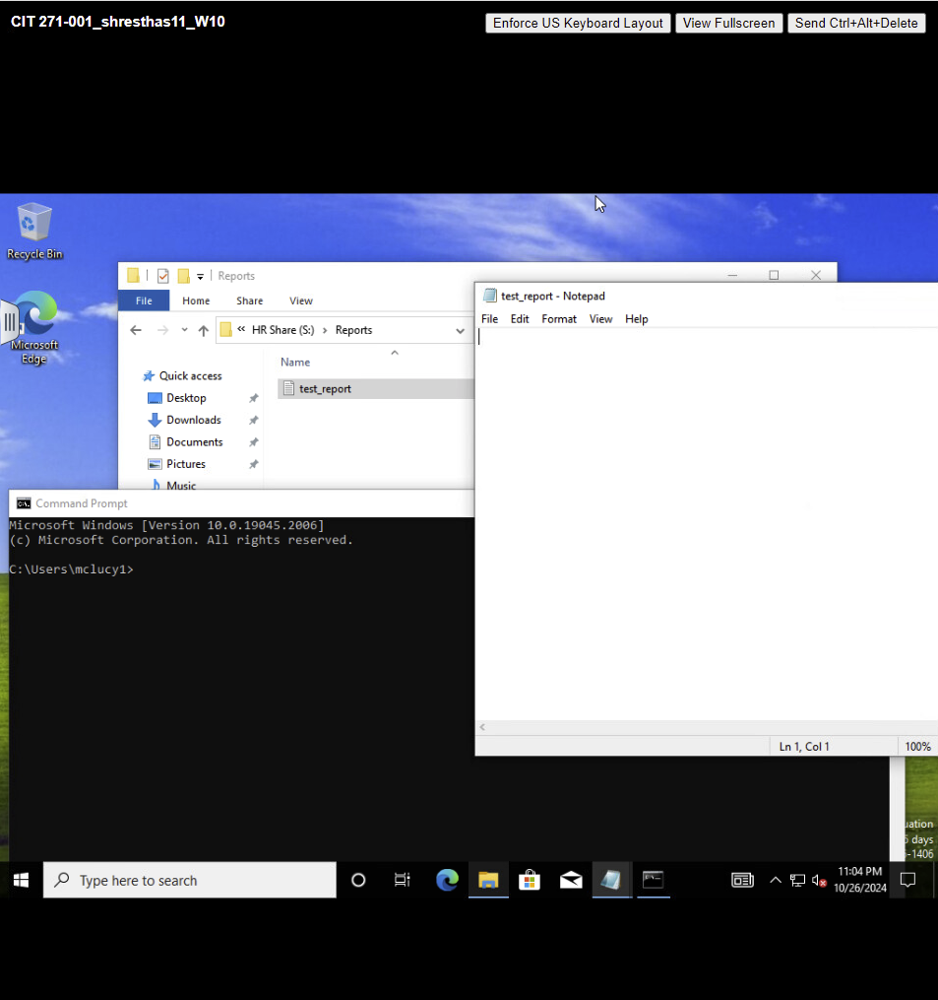 CIT 271-001_shresthas11_W10
Enforce US Keyboard Layout
View Fullscreen
Send Ctrl+Alt+Delete
Recycle Bin
Microsoft
Edge
Reports
File
Home
Share
View
« HR Share (S:) › Reports
Name
Quick access
Desktop
Downloads
Documents
Pictures
Music
test_report
test_report - Notepad
File
Edit
Format
View
Help
Ln 1, Col 1
100%
Command Prompt
Microsoft Windows [Version 10.0.19045.2006]
(c) Microsoft Corporation. All rights reserved.
C:\Users\mclucy1>
days
-1406
Type here to search
11:04 PM
10/26/2024